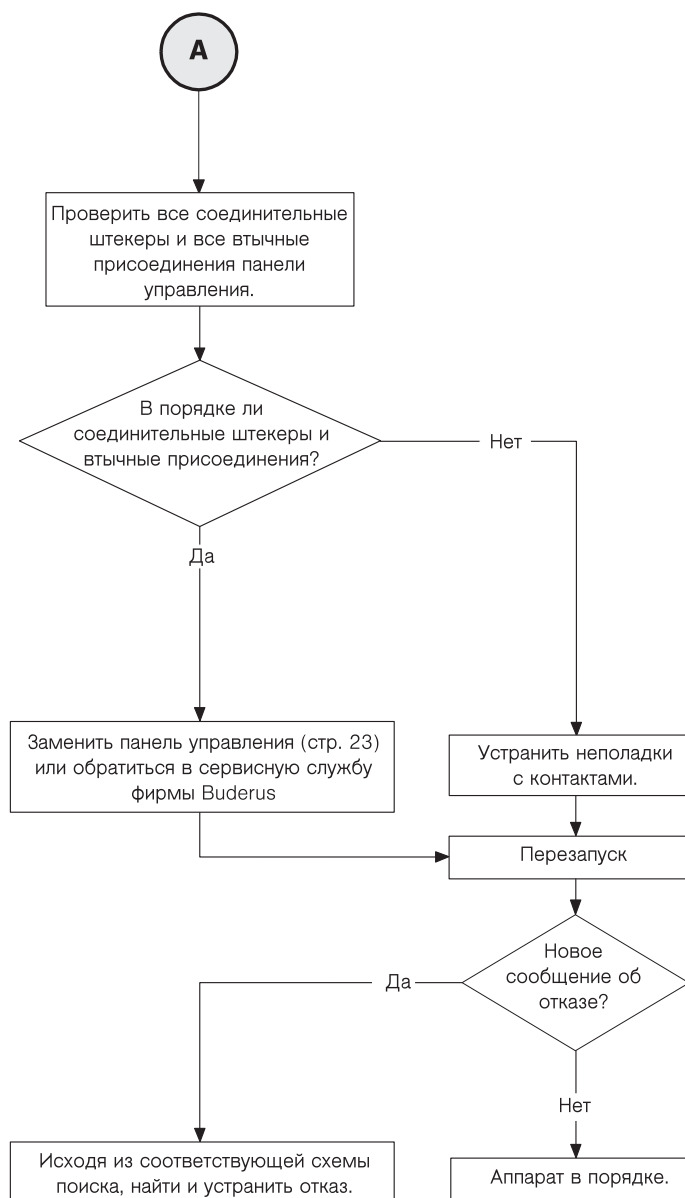 A
Проверить все соединительные
штекеры и все втычные
присоединения панели
управления.
В порядке ли
соединительные штекеры и
втычные присоединения?
Нет
Да
Заменить панель управления (стр. 23)
или обратиться в сервисную службу
фирмы Buderus
Устранить неполадки
с контактами.
Перезапуск
Новое
сообщение об
отказе?
Да
Нет
Исходя из соответствующей схемы
поиска, найти и устранить отказ.
Аппарат в порядке.